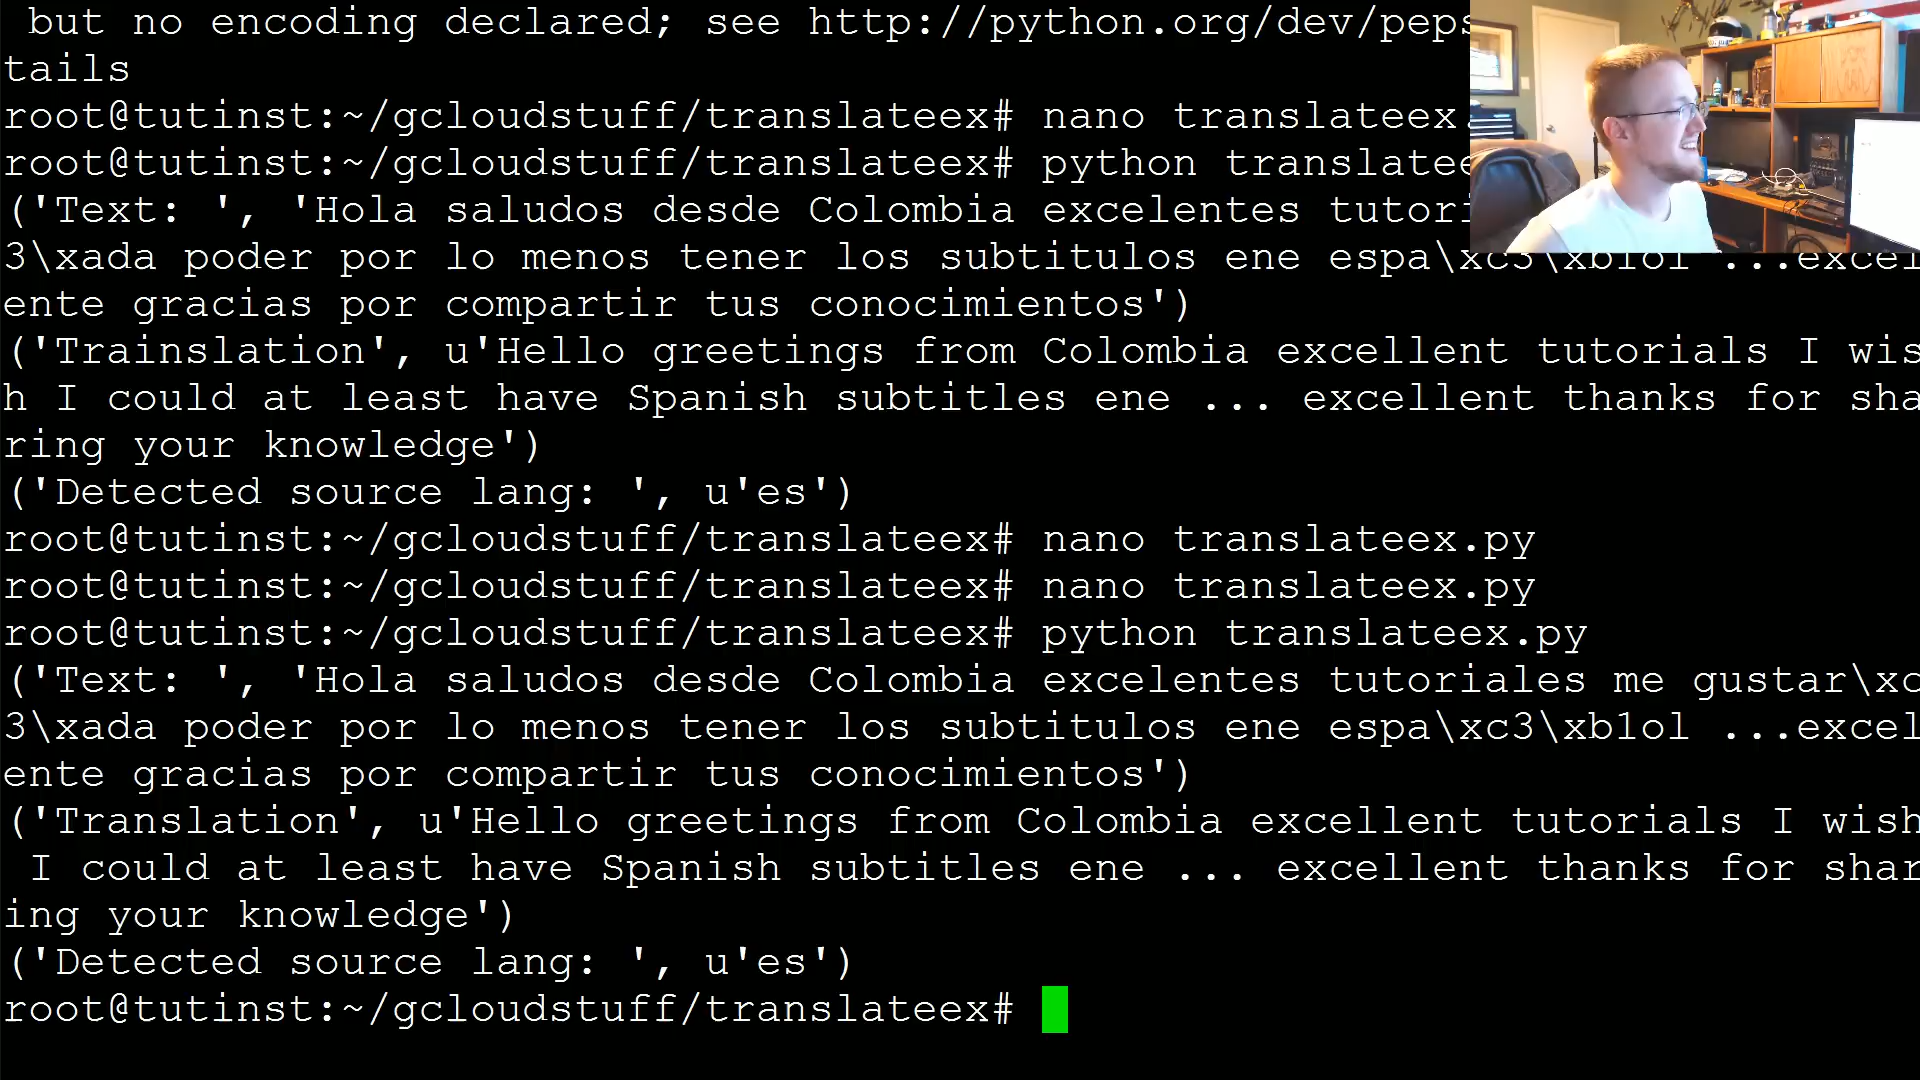 but no encoding declared; see http://python.org/dev/peps
tails
root@tutinst:~/gcloudstuff/translateex# nano translateex.
root@tutinst:~/gcloudstuff/translateex# python translatee
('Text: ', 'Hola saludos desde Colombia excelentes tutori
3\xada poder por lo menos tener los subtitulos ene espa\xc3\xb1ol ...excel
ente gracias por compartir tus conocimientos')
('Trainslation', u'Hello greetings from Colombia excellent tutorials I wis
h I could at least have Spanish subtitles ene ... excellent thanks for sha
ring your knowledge')
('Detected source lang: ', u'es')
root@tutinst:~/gcloudstuff/translateex# nano translateex.py
root@tutinst:~/gcloudstuff/translateex# nano translateex.py
root@tutinst:~/gcloudstuff/translateex# python translateex.py
('Text: ', 'Hola saludos desde Colombia excelentes tutoriales me gustar\xc
3\xada poder por lo menos tener los subtitulos ene espa\xc3\xb1ol ...excel
ente gracias por compartir tus conocimientos')
('Translation', u'Hello greetings from Colombia excellent tutorials I wish
I could at least have Spanish subtitles ene ... excellent thanks for shar
ing your knowledge')
('Detected source lang: ', u'es')
root@tutinst:~/gcloudstuff/translateex#